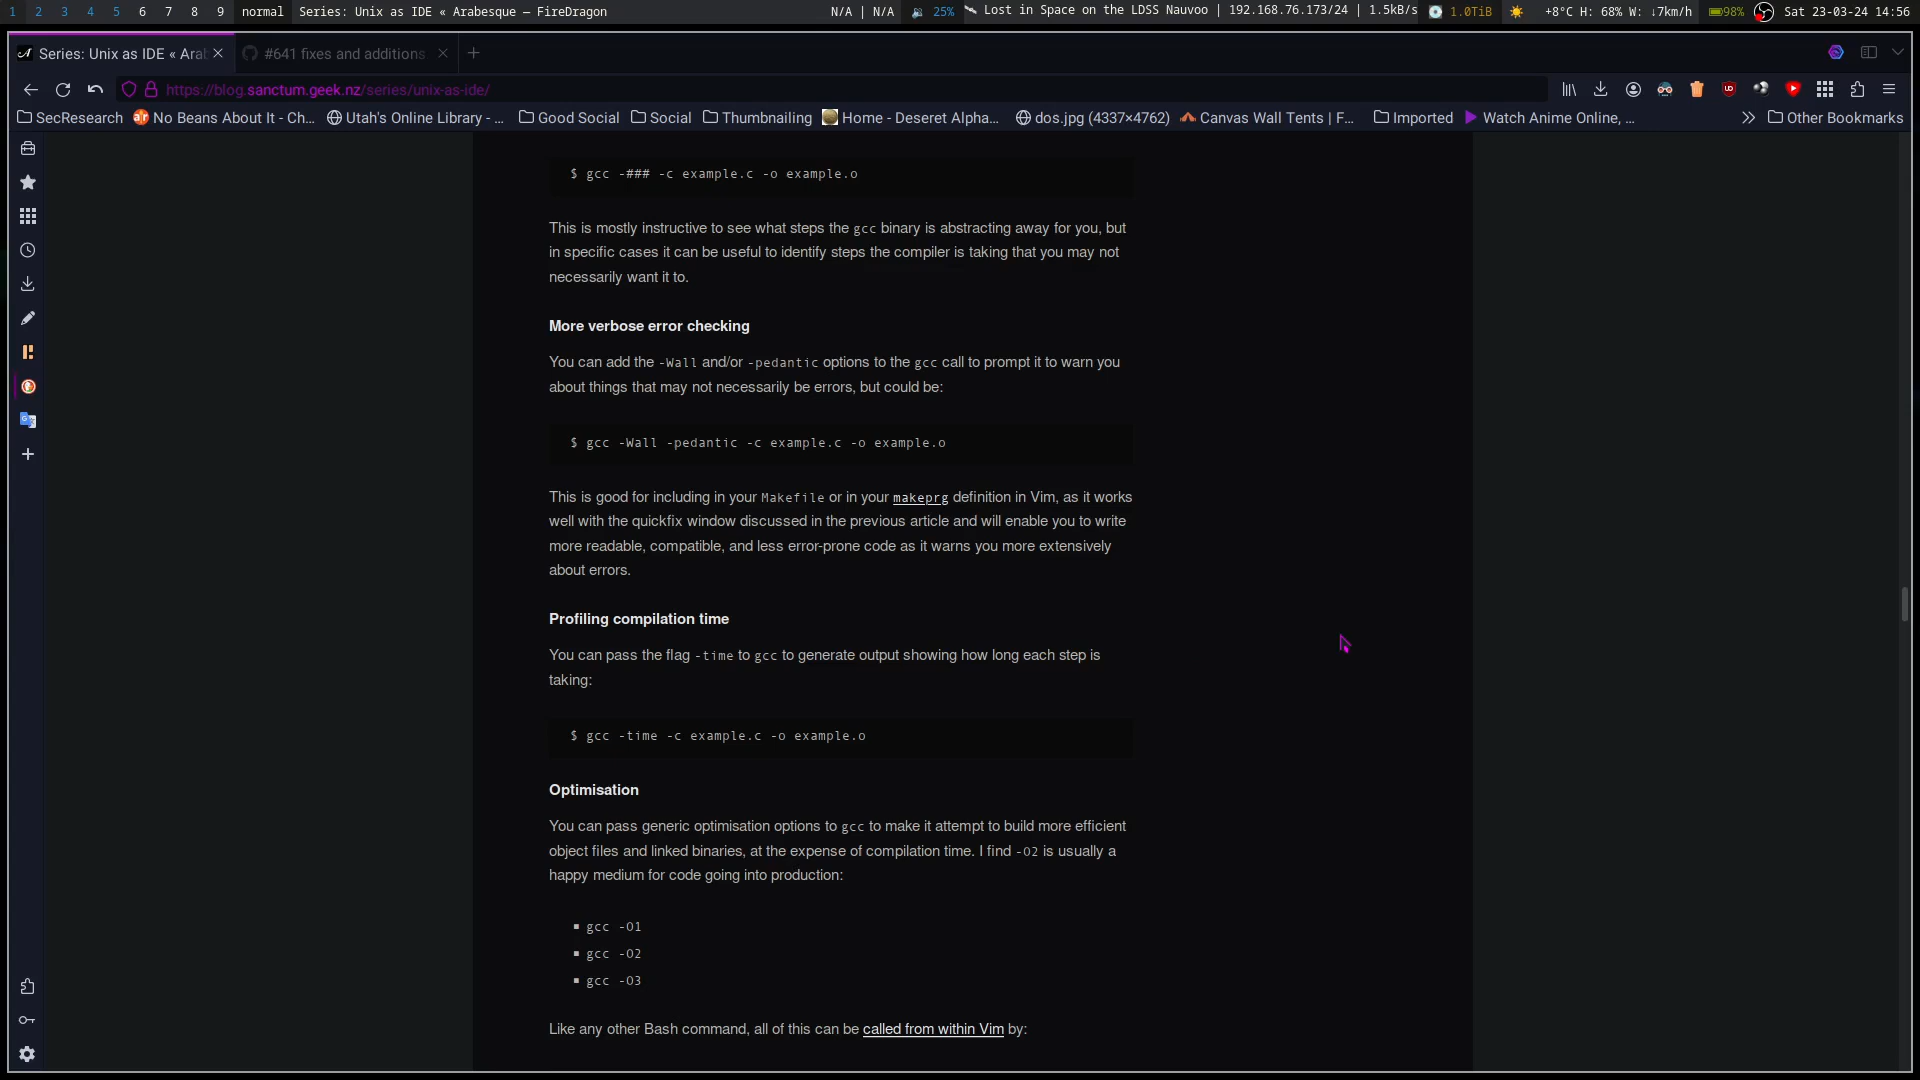 1 2 3 4 5 6 7 8 9 normal Series: Unix as IDE « Arabesque — FireDragon N/A | N/A 25% Lost in Space on the LDSS Nauvoo | 192.168.76.173/24 | 1.5kB/s 1.0TiB +8°C H: 68% W: ↓7km/h 98% Sat 23-03-24 14:56
Series: Unix as IDE « Ara #641 fixes and additions
https://blog.sanctum.geek.nz/series/unix-as-ide/
SecResearch No Beans About It - Ch... Utah's Online Library - ... Good Social Social Thumbnailing Home - Deseret Alpha... dos.jpg (4337×4762) Canvas Wall Tents | F... Imported Watch Anime Online, ... Other Bookmarks
$ gcc -### -c example.c -o example.o
This is mostly instructive to see what steps the gcc binary is abstracting away for you, but
in specific cases it can be useful to identify steps the compiler is taking that you may not
necessarily want it to.
More verbose error checking
You can add the -Wall and/or -pedantic options to the gcc call to prompt it to warn you
about things that may not necessarily be errors, but could be:
$ gcc -Wall -pedantic -c example.c -o example.o
This is good for including in your Makefile or in your makeprg definition in Vim, as it works
well with the quickfix window discussed in the previous article and will enable you to write
more readable, compatible, and less error-prone code as it warns you more extensively
about errors.
Profiling compilation time
You can pass the flag -time to gcc to generate output showing how long each step is
taking:
$ gcc -time -c example.c -o example.o
Optimisation
You can pass generic optimisation options to gcc to make it attempt to build more efficient
object files and linked binaries, at the expense of compilation time. I find -O2 is usually a
happy medium for code going into production:
▪ gcc -O1
▪ gcc -O2
▪ gcc -O3
Like any other Bash command, all of this can be called from within Vim by: